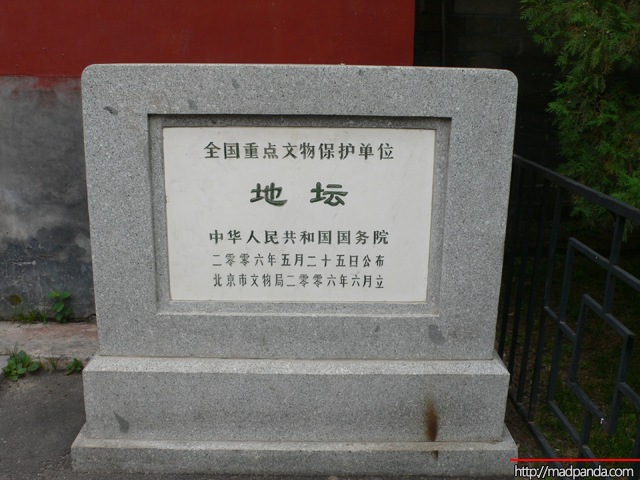 全国重点文物保护单位
地坛
中华人民共和国国务院
二零零六年五月二十五日公布
北京市文物局二零零六年六月立
http://madpanda.com/